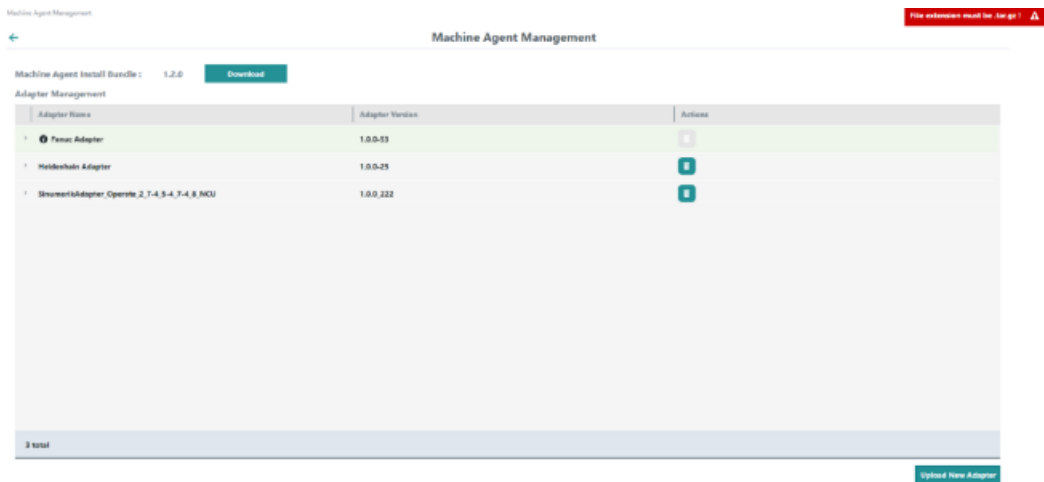 Machine Agent Management
File extension must be .tar.gz !
Machine Agent Management
Machine Agent Install Bundle : 1.2.0 Download
Adapter Management
Adapter Name Adapter Version Actions
Fanuc Adapter 1.0.0-53
Heidenhain Adapter 1.0.0-25
SinumerikAdapter_Operate_2_7-4_5-4_7-4_8_NCU 1.0.0_222
3 total
Upload New Adapter